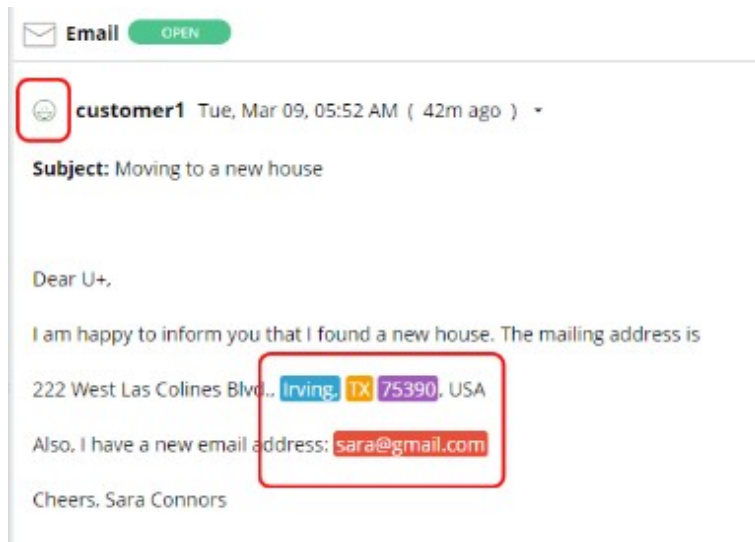 Email OPEN
customer1 Tue, Mar 09, 05:52 AM ( 42m ago )
Subject: Moving to a new house
Dear U+,
I am happy to inform you that I found a new house. The mailing address is
222 West Las Colines Blvd., Irving, TX 75390, USA
Also, I have a new email address: sara@gmail.com
Cheers, Sara Connors